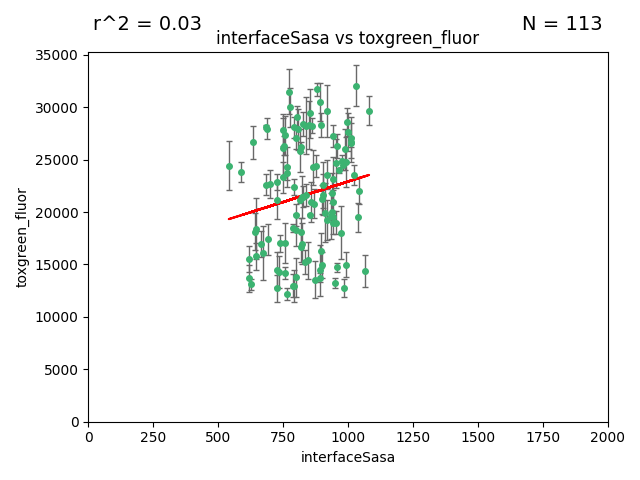 r^2 = 0.03
N = 113
interfaceSasa vs toxgreen_fluor
35000
30000
25000
20000
15000
10000
5000
0
toxgreen_fluor
0 250 500 750 1000 1250 1500 1750 2000
interfaceSasa